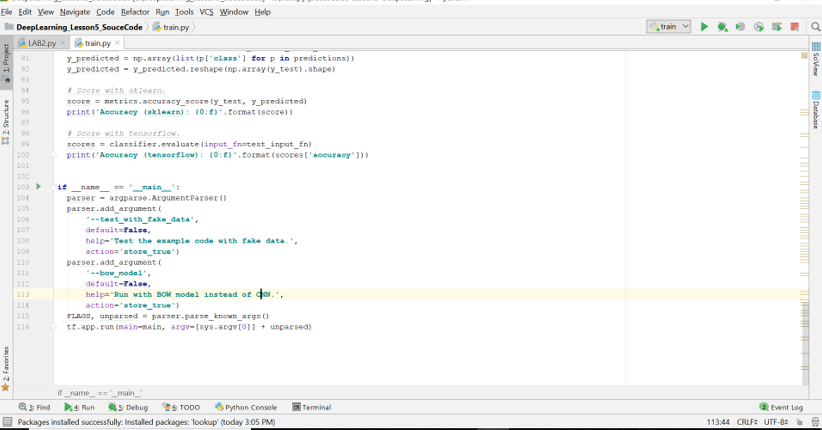 File Edit View Navigate Code Refactor Run Tools VCS Window Help
DeepLearning_Lesson5_SouceCode train.py train
LAB2.py train.py
91 y_predicted = np.array(list(p['class'] for p in predictions))
92 y_predicted = y_predicted.reshape(np.array(y_test).shape)
93
94 # Score with sklearn.
95 score = metrics.accuracy_score(y_test, y_predicted)
96 print('Accuracy (sklearn): {0:f}'.format(score))
97
98 # Score with tensorflow.
99 scores = classifier.evaluate(input_fn=test_input_fn)
100 print('Accuracy (tensorflow): {0:f}'.format(scores['accuracy']))
101
102
103 if __name__ == '__main__':
104 parser = argparse.ArgumentParser()
105 parser.add_argument(
106 '--test_with_fake_data',
107 default=False,
108 help='Test the example code with fake data.',
109 action='store_true')
110 parser.add_argument(
111 '--bow_model',
112 default=False,
113 help='Run with BOW model instead of CNN.',
114 action='store_true')
115 FLAGS, unparsed = parser.parse_known_args()
116 tf.app.run(main=main, argv=[sys.argv[0]] + unparsed)
if __name__ == '__main__'
1: Project
7: Structure
2: Favorites
SciView
Database
3: Find 4: Run 5: Debug 6: TODO Python Console Terminal 2 Event Log
Packages installed successfully: Installed packages: 'lookup' (today 3:05 PM) 113:44 CRLF UTF-8